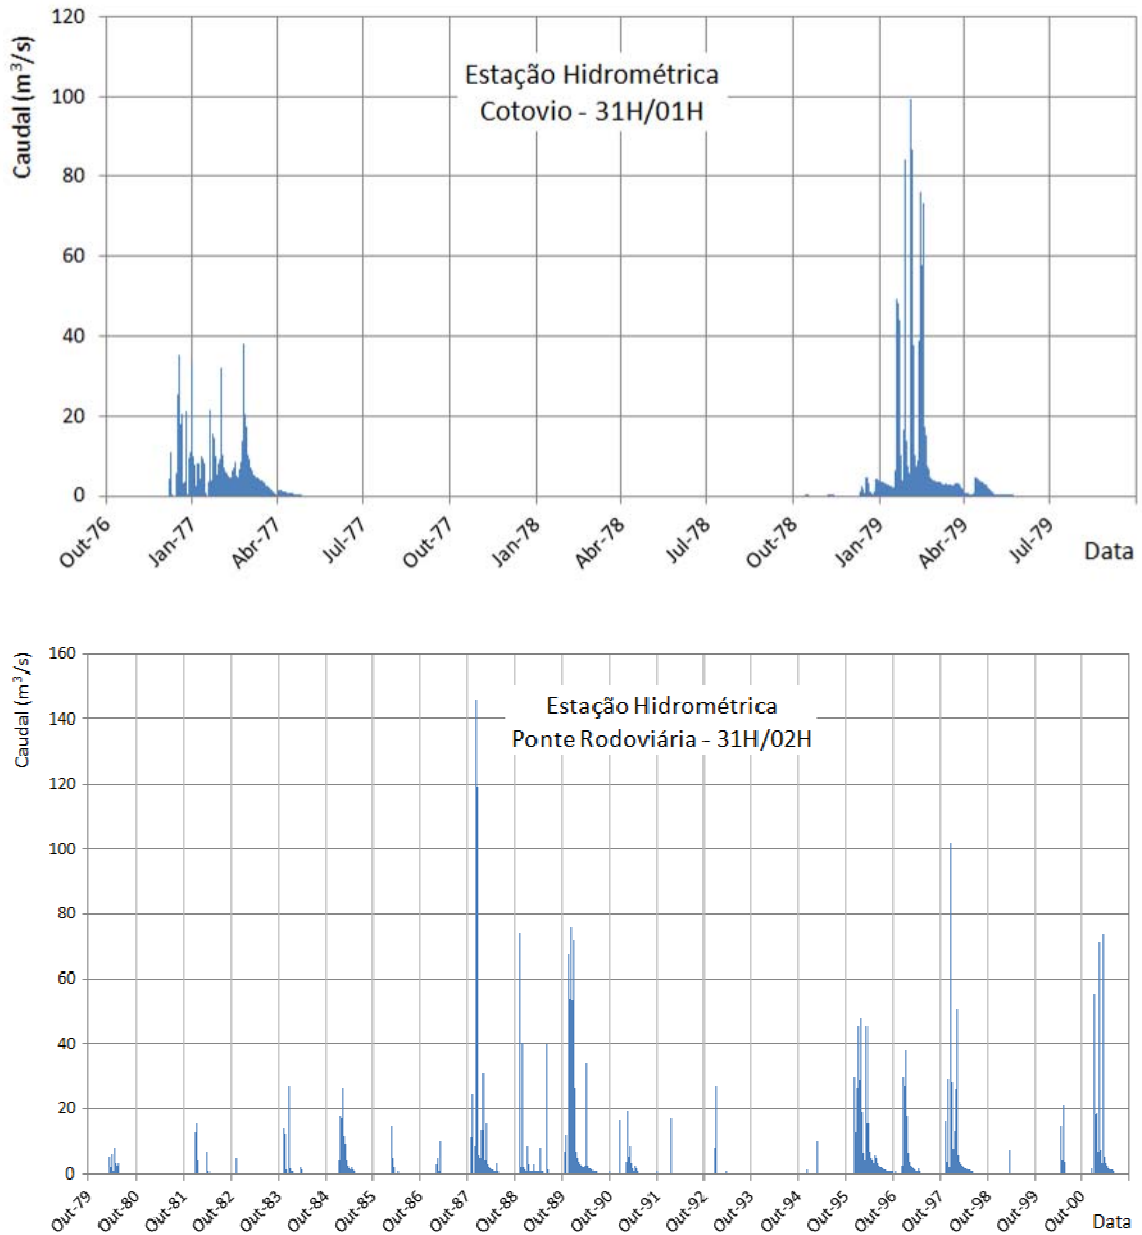 Caudal (m³/s)
120
100
80
60
40
20
0
Estação Hidrométrica
Cotovio - 31H/01H
Out-76
Jan-77
Abr-77
Jul-77
Out-77
Jan-78
Abr-78
Jul-78
Out-78
Jan-79
Abr-79
Jul-79
Data
Caudal (m³/s)
160
140
120
100
80
60
40
20
0
Estação Hidrométrica
Ponte Rodoviária - 31H/02H
Out-79
Out-80
Out-81
Out-82
Out-83
Out-84
Out-85
Out-86
Out-87
Out-88
Out-89
Out-90
Out-91
Out-92
Out-93
Out-94
Out-95
Out-96
Out-97
Out-98
Out-99
Out-00
Data